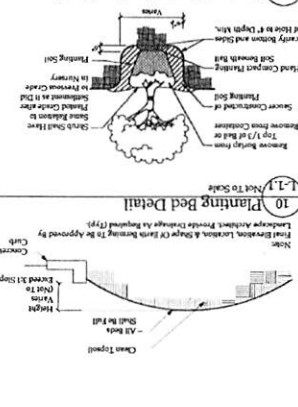 Clean Topsoil
All Beds
Shall Be Full
Height
Varies
(Not To
Exceed 3:1 Slop
Concrete
Curb
Note:
Final Elevation, Location, & Shape Of Earth Berming To Be Approved By
Landscape Architect. Provide Drainage As Required (Typ).
10 Planting Bed Detail
L-1.1 Not To Scale
Remove Burlap from
Top 1/3 of Ball or
Remove from Container
Saucer Constructed of
Planting Soil
Hand Compact Planting
Soil Beneath Ball
Scarify Bottom and Sides
of Hole to 4" Depth Min.
Shrub Shall Have
Same Relation to
Planted Grade after
Settlement as it Did
to Previous Grade
in Nursery
Planting Soil
Varies